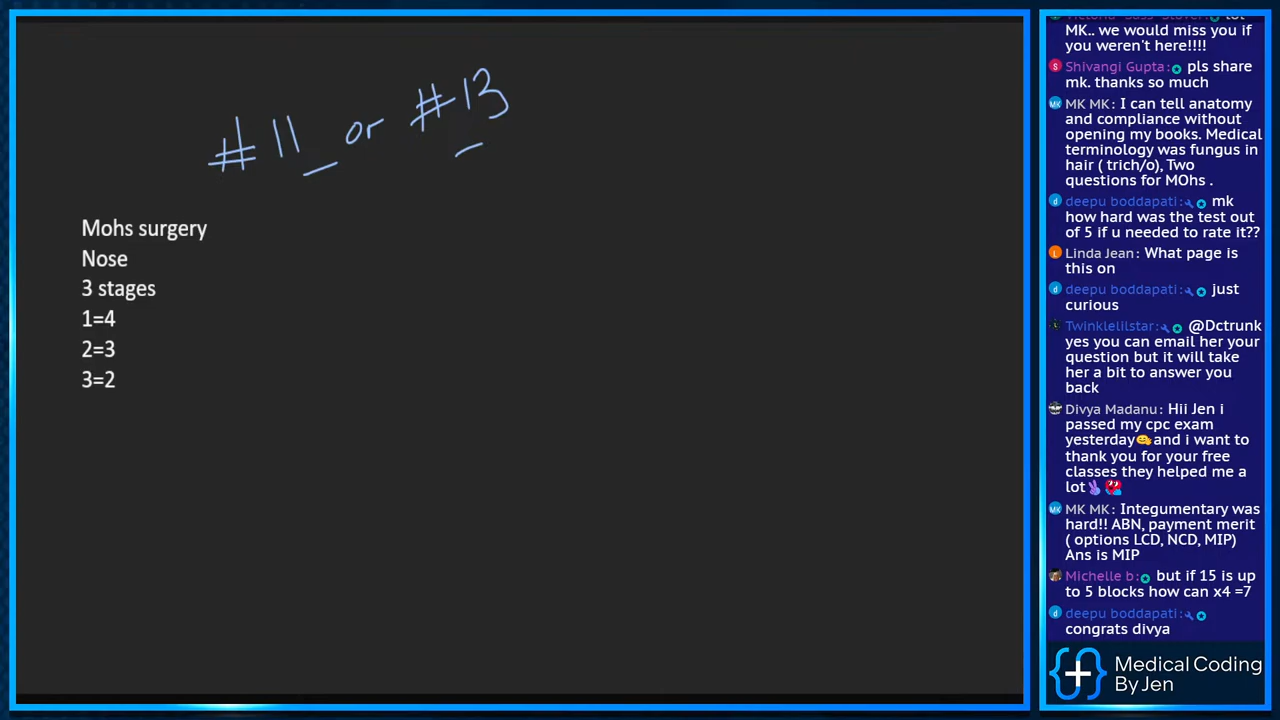 #11 or #13
Mohs surgery
Nose
3 stages
1=4
2=3
3=2
MK.. we would miss you if
you weren't here!!!!
Shivangi Gupta: pls share
mk. thanks so much
MK MK: I can tell anatomy
and compliance without
opening my books. Medical
terminology was fungus in
hair ( trich/o), Two
questions for MOhs .
deepu boddapati: mk
how hard was the test out
of 5 if u needed to rate it??
Linda Jean: What page is
this on
deepu boddapati: just
curious
Twinklelilstar: @Dctrunk
yes you can email her your
question but it will take
her a bit to answer you
back
Divya Madanu: Hii Jen i
passed my cpc exam
yesterday and i want to
thank you for your free
classes they helped me a
lot
MK MK: Integumentary was
hard!! ABN, payment merit
( options LCD, NCD, MIP)
Ans is MIP
Michelle b: but if 15 is up
to 5 blocks how can x4 =7
deepu boddapati:
congrats divya
Medical Coding
By Jen